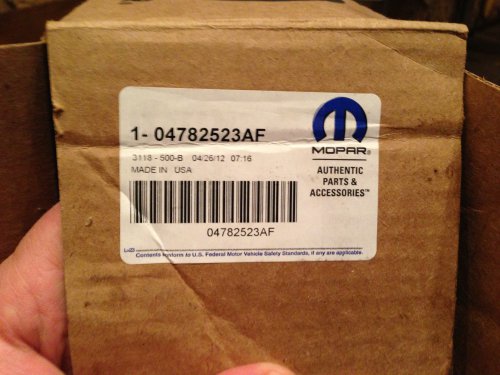 1- 04782523AF
3118 - 500-B 04/26/12 07:16
MADE IN USA
04782523AF
Contents conform to U.S. Federal Motor Vehicle Safety Standards, if any are applicable.
MOPAR®
AUTHENTIC
PARTS &
ACCESSORIES™